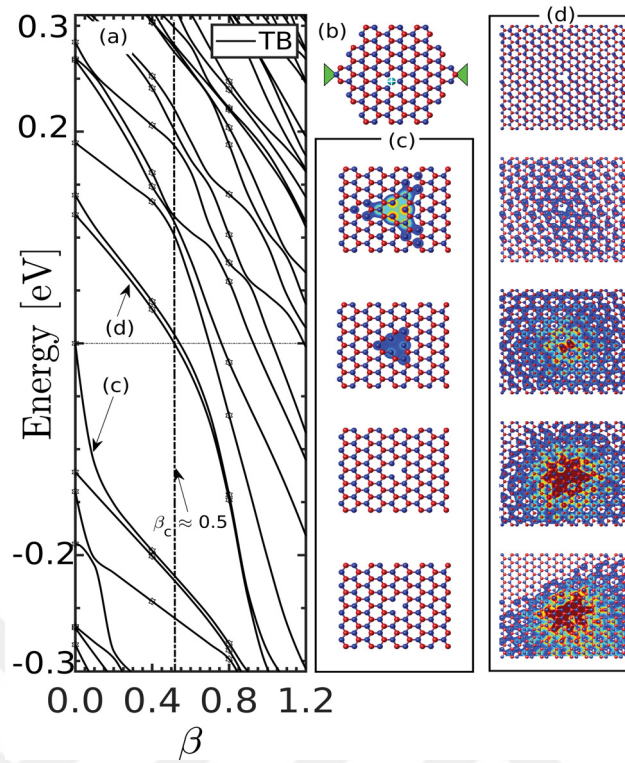 (a)
TB
0.3
0.2
-0.2
-0.3
Energy [eV]
(d)
(c)
β_c ≈ 0.5
0.0 0.4 0.8 1.2
β
(b)
(c)
(d)